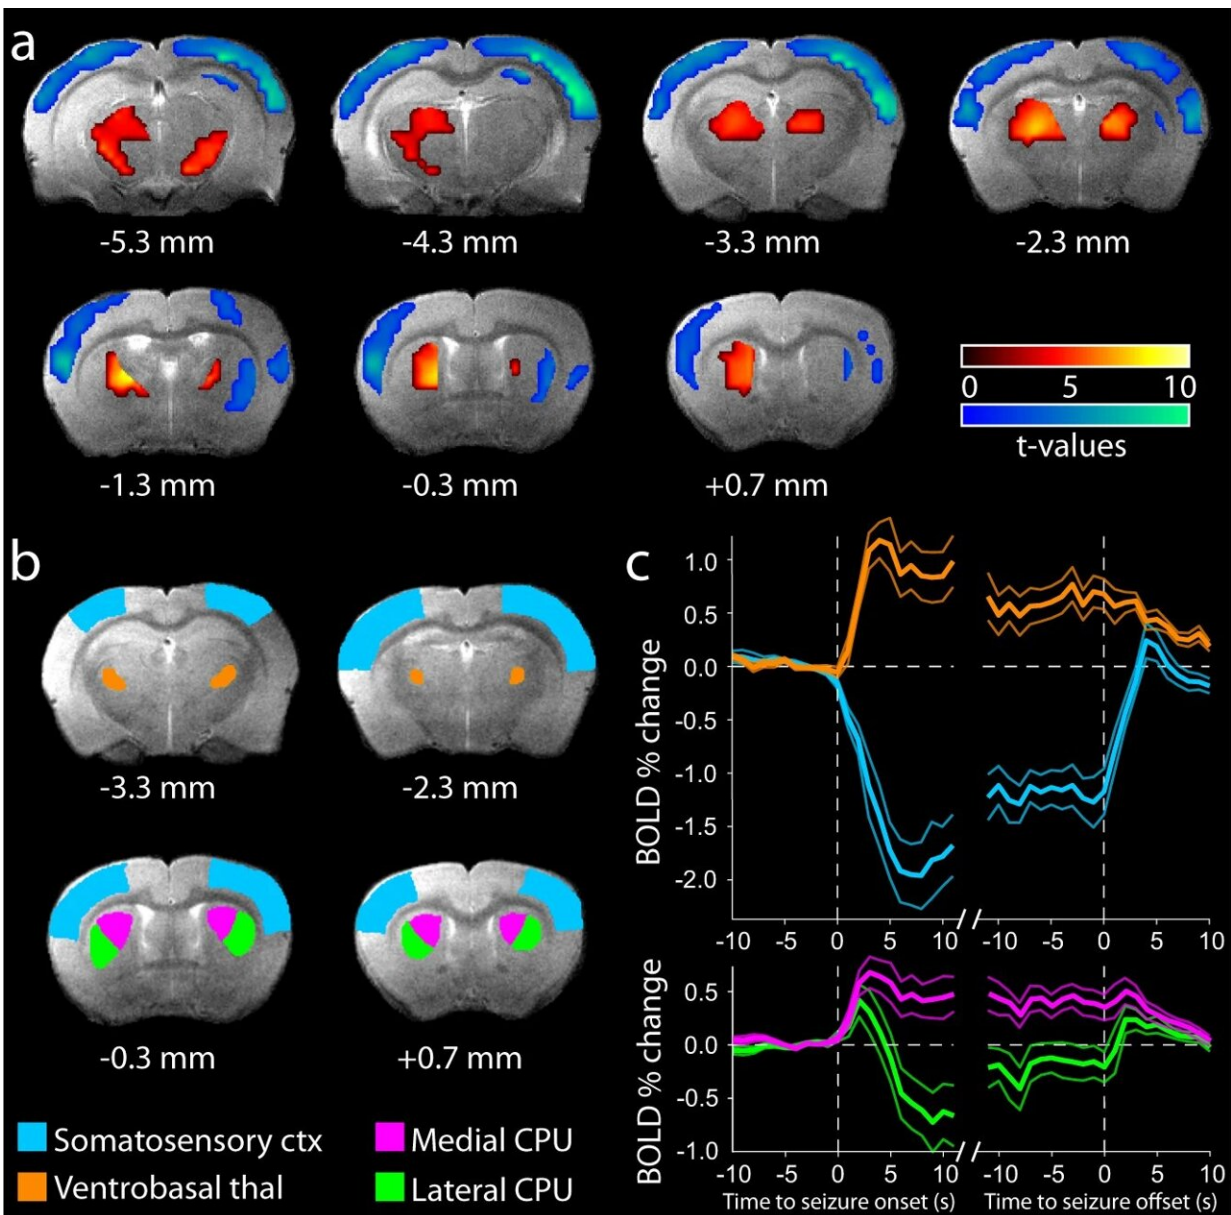 a
-5.3 mm
-4.3 mm
-3.3 mm
-2.3 mm
-1.3 mm
-0.3 mm
+0.7 mm
0 5 10
t-values
b
-3.3 mm
-2.3 mm
-0.3 mm
+0.7 mm
Somatosensory ctx
Ventrobasal thal
Medial CPU
Lateral CPU
c
BOLD % change
1.0
0.5
0.0
-0.5
-1.0
-1.5
-2.0
-10 -5 0 5 10 -10 -5 0 5 10
BOLD % change
0.5
0.0
-0.5
-1.0
-10 -5 0 5 10 -10 -5 0 5 10
Time to seizure onset (s) Time to seizure offset (s)